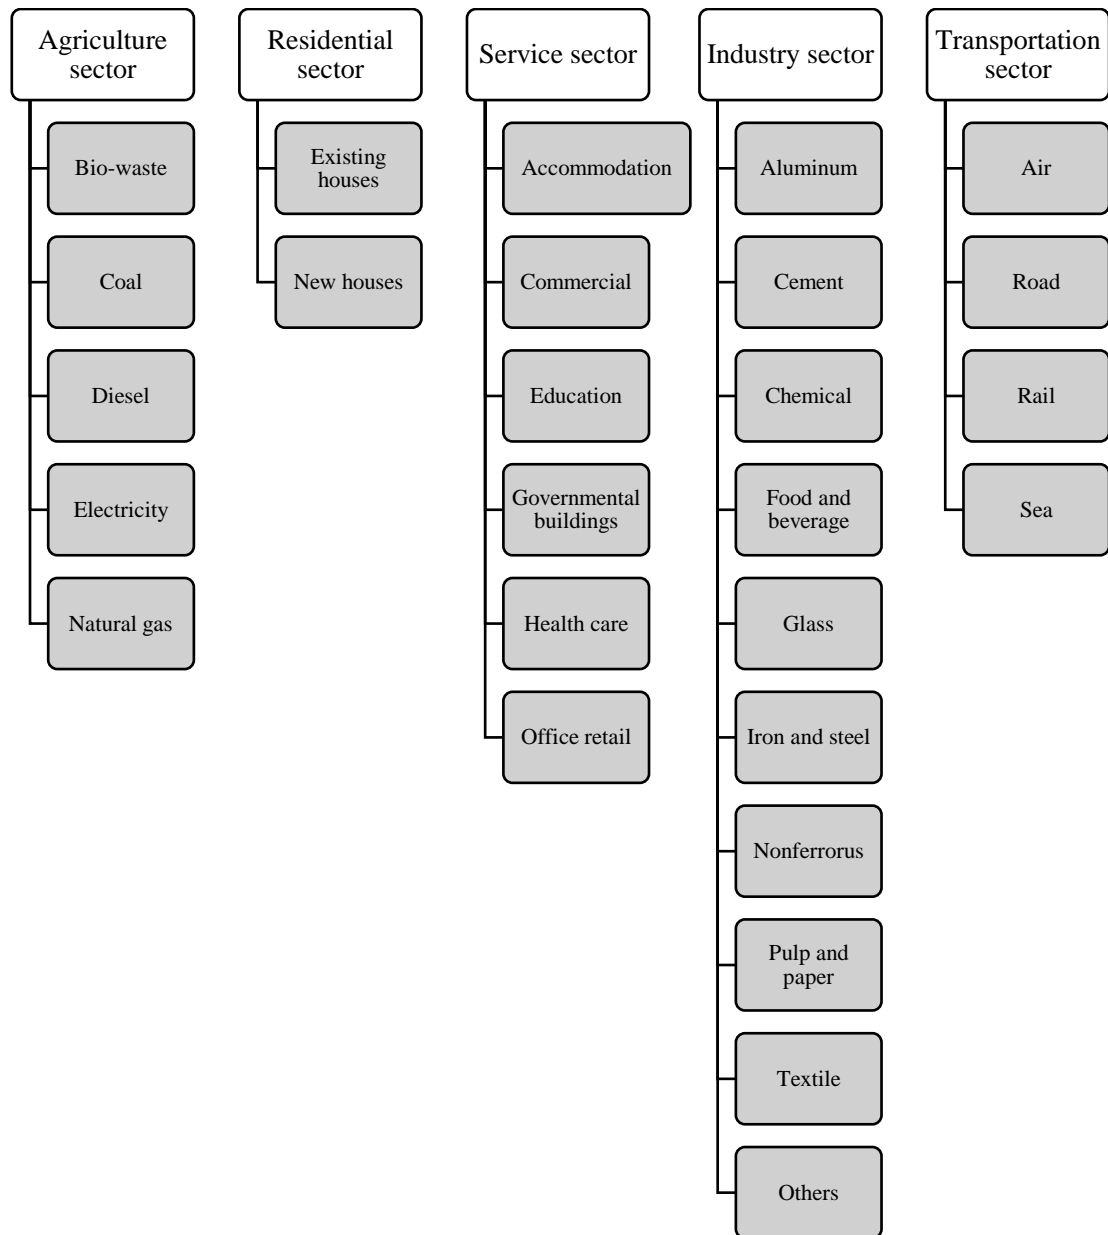 Agriculture
sector
Bio-waste
Coal
Diesel
Electricity
Natural gas
Residential
sector
Existing
houses
New houses
Service sector
Accommodation
Commercial
Education
Governmental
buildings
Health care
Office retail
Industry sector
Aluminum
Cement
Chemical
Food and
beverage
Glass
Iron and steel
Nonferrorus
Pulp and
paper
Textile
Others
Transportation
sector
Air
Road
Rail
Sea